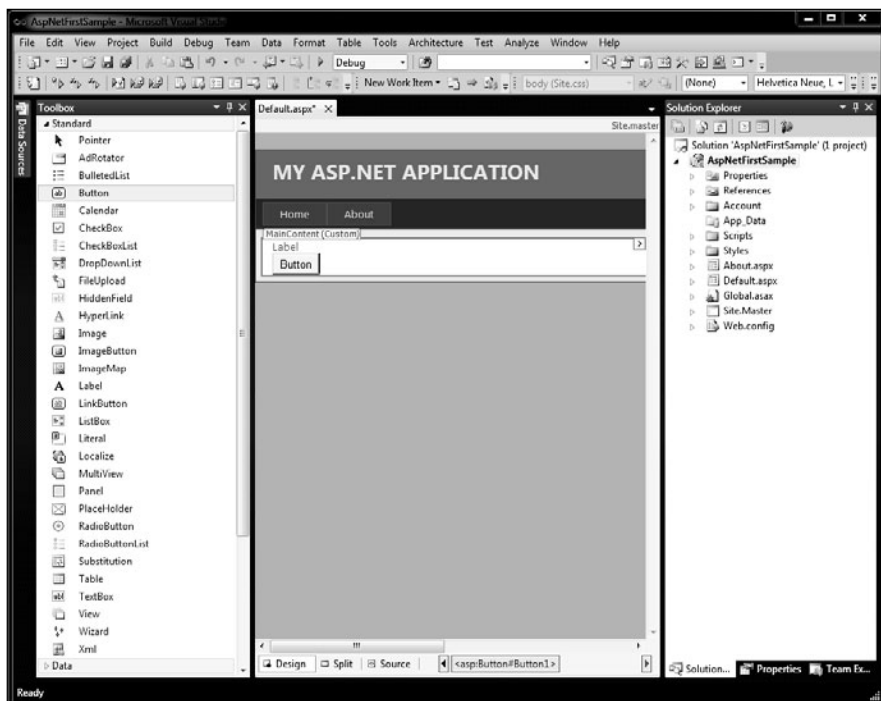 AspNetFirstSample - Microsoft Visual Studio
File Edit View Project Build Debug Team Data Format Table Tools Architecture Test Analyze Window Help
Debug
New Work Item
body (Site.css)
(None)
Helvetica Neue, L
Data Sources
Toolbox
Standard
Pointer
AdRotator
BulletedList
Button
Calendar
CheckBox
CheckBoxList
DropDownList
FileUpload
HiddenField
HyperLink
Image
ImageButton
ImageMap
Label
LinkButton
ListBox
Literal
Localize
MultiView
Panel
PlaceHolder
RadioButton
RadioButtonList
Substitution
Table
TextBox
View
Wizard
Xml
Data
Default.aspx*
Site.master
MY ASP.NET APPLICATION
Home About
MainContent (Custom)
Label
Button
Design Split Source <asp:Button#Button1>
Solution Explorer
Solution 'AspNetFirstSample' (1 project)
AspNetFirstSample
Properties
References
Account
App_Data
Scripts
Styles
About.aspx
Default.aspx
Global.asax
Site.Master
Web.config
Solution... Properties Team Ex...
Ready